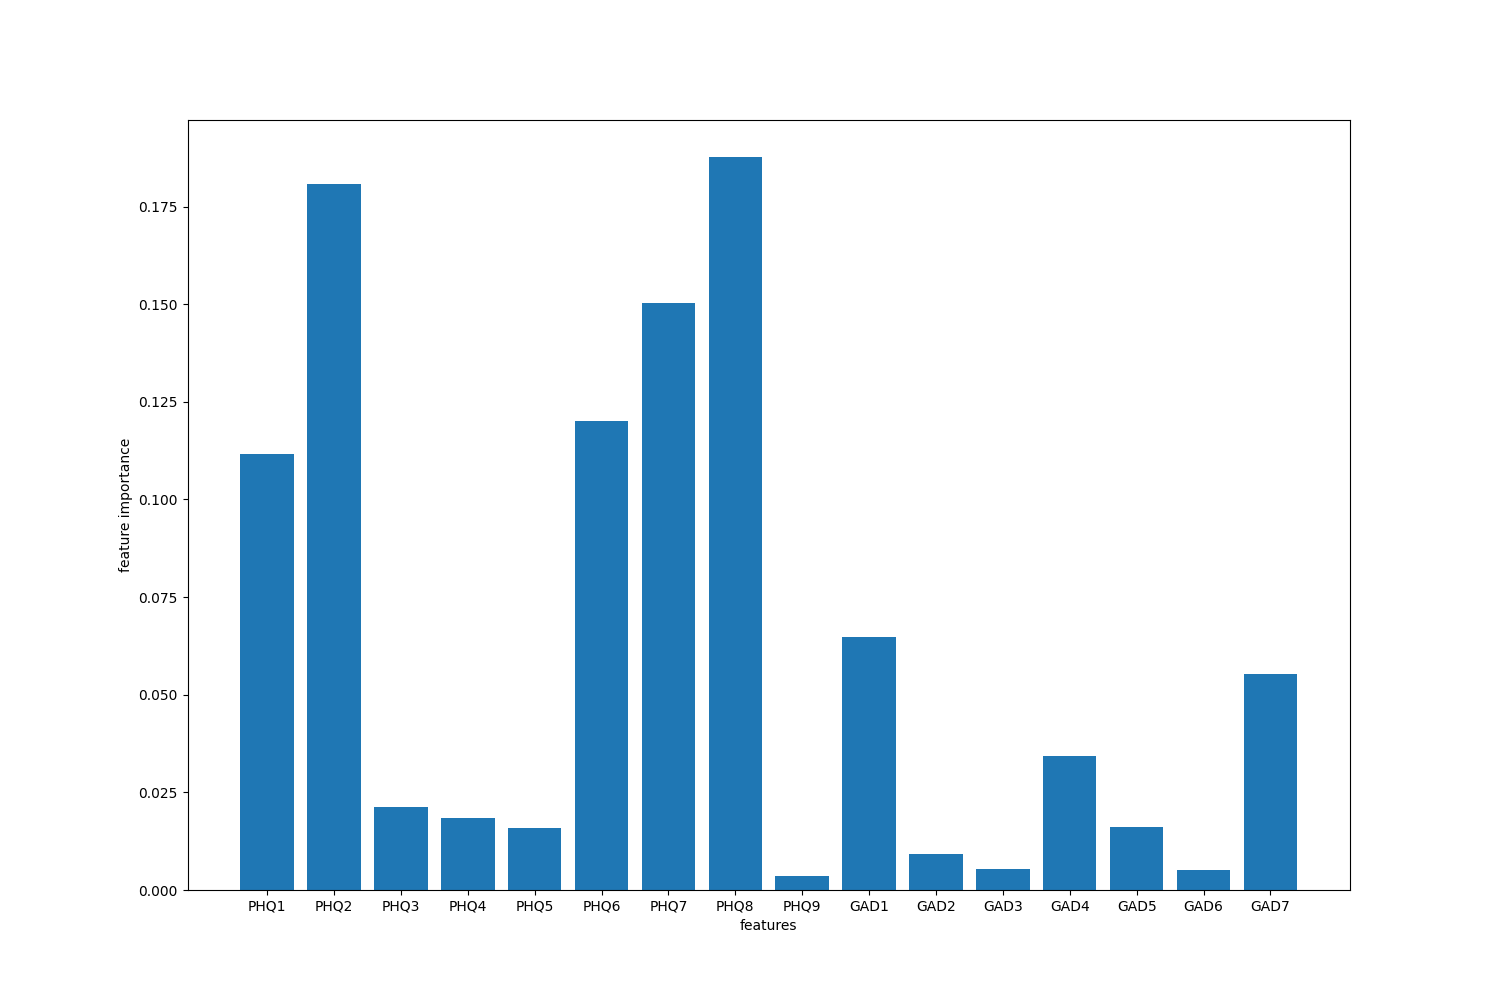 0.175
0.150
0.125
0.100
0.075
0.050
0.025
0.000
feature importance
PHQ1 PHQ2 PHQ3 PHQ4 PHQ5 PHQ6 PHQ7 PHQ8 PHQ9 GAD1 GAD2 GAD3 GAD4 GAD5 GAD6 GAD7
features